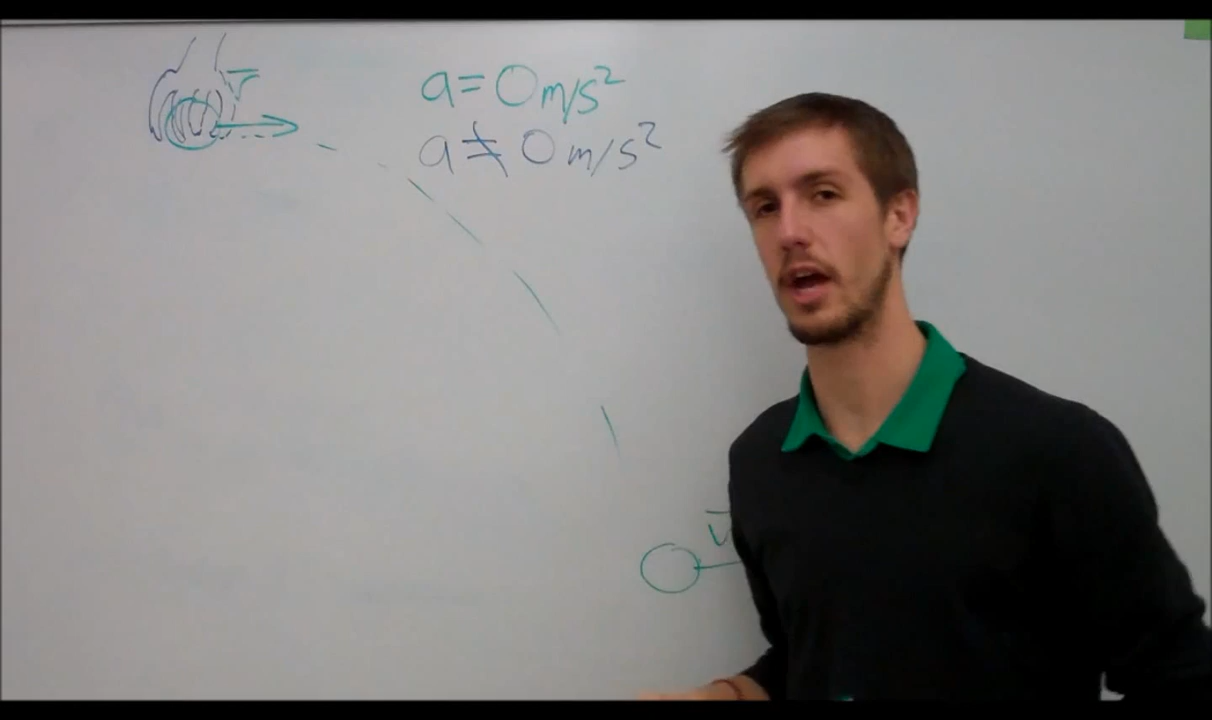 v
a = 0 m/s²
a ≠ 0 m/s²
v